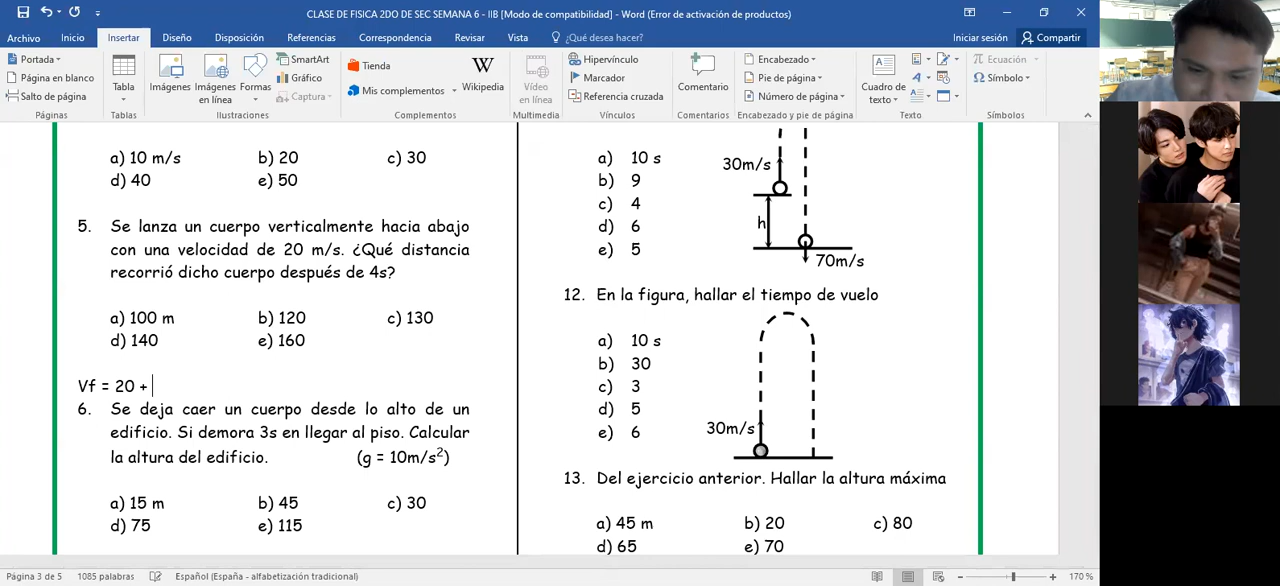 CLASE DE FISICA 2DO DE SEC SEMANA 6 - IIB [Modo de compatibilidad] - Word (Error de activación de productos)
Archivo Inicio Insertar Diseño Disposición Referencias Correspondencia Revisar Vista ¿Qué desea hacer? Iniciar sesión Compartir
Portada
Página en blanco
Salto de página
Páginas
Tabla
Tablas
Imágenes
Imágenes en línea
Formas
SmartArt
Gráfico
Captura
Ilustraciones
Tienda
Mis complementos
Wikipedia
Complementos
Vídeo en línea
Multimedia
Hipervínculo
Marcador
Referencia cruzada
Vínculos
Comentario
Comentarios
Encabezado
Pie de página
Número de página
Encabezado y pie de página
Cuadro de texto
Texto
Ecuación
Símbolo
Símbolos
a) 10 m/s b) 20 c) 30
d) 40 e) 50
5. Se lanza un cuerpo verticalmente hacia abajo
con una velocidad de 20 m/s. ¿Qué distancia
recorrió dicho cuerpo después de 4s?
a) 100 m b) 120 c) 130
d) 140 e) 160
Vf = 20 +
6. Se deja caer un cuerpo desde lo alto de un
edificio. Si demora 3s en llegar al piso. Calcular
la altura del edificio. (g = 10m/s²)
a) 15 m b) 45 c) 30
d) 75 e) 115
a) 10 s
b) 9
c) 4
d) 6
e) 5
30m/s
h
70m/s
12. En la figura, hallar el tiempo de vuelo
a) 10 s
b) 30
c) 3
d) 5
e) 6
30m/s
13. Del ejercicio anterior. Hallar la altura máxima
a) 45 m b) 20 c) 80
d) 65 e) 70
Página 3 de 5 1085 palabras Español (España - alfabetización tradicional) 170 %